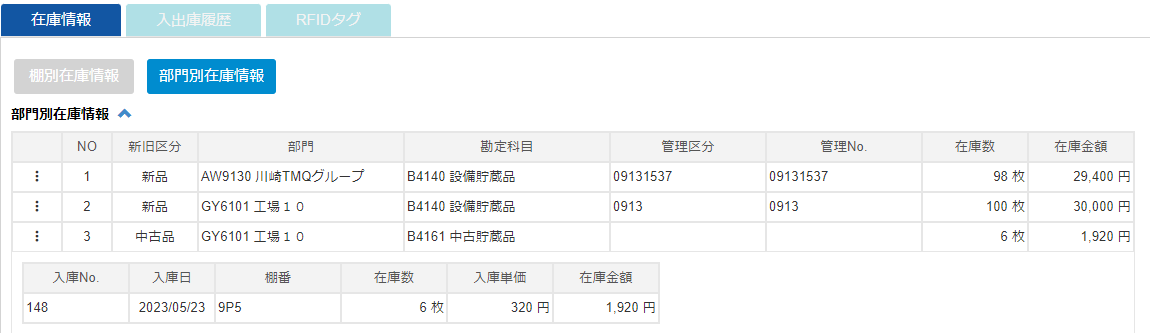 在庫情報 入出庫履歴 RFIDタグ
棚別在庫情報 部門別在庫情報
部門別在庫情報
NO 新旧区分 部門 勘定科目 管理区分 管理No. 在庫数 在庫金額
1 新品 AW9130 川崎TMQグループ B4140 設備貯蔵品 09131537 09131537 98 枚 29,400 円
2 新品 GY6101 工場１０ B4140 設備貯蔵品 0913 0913 100 枚 30,000 円
3 中古品 GY6101 工場１０ B4161 中古貯蔵品 6 枚 1,920 円
入庫No. 入庫日 棚番 在庫数 入庫単価 在庫金額
148 2023/05/23 9P5 6 枚 320 円 1,920 円